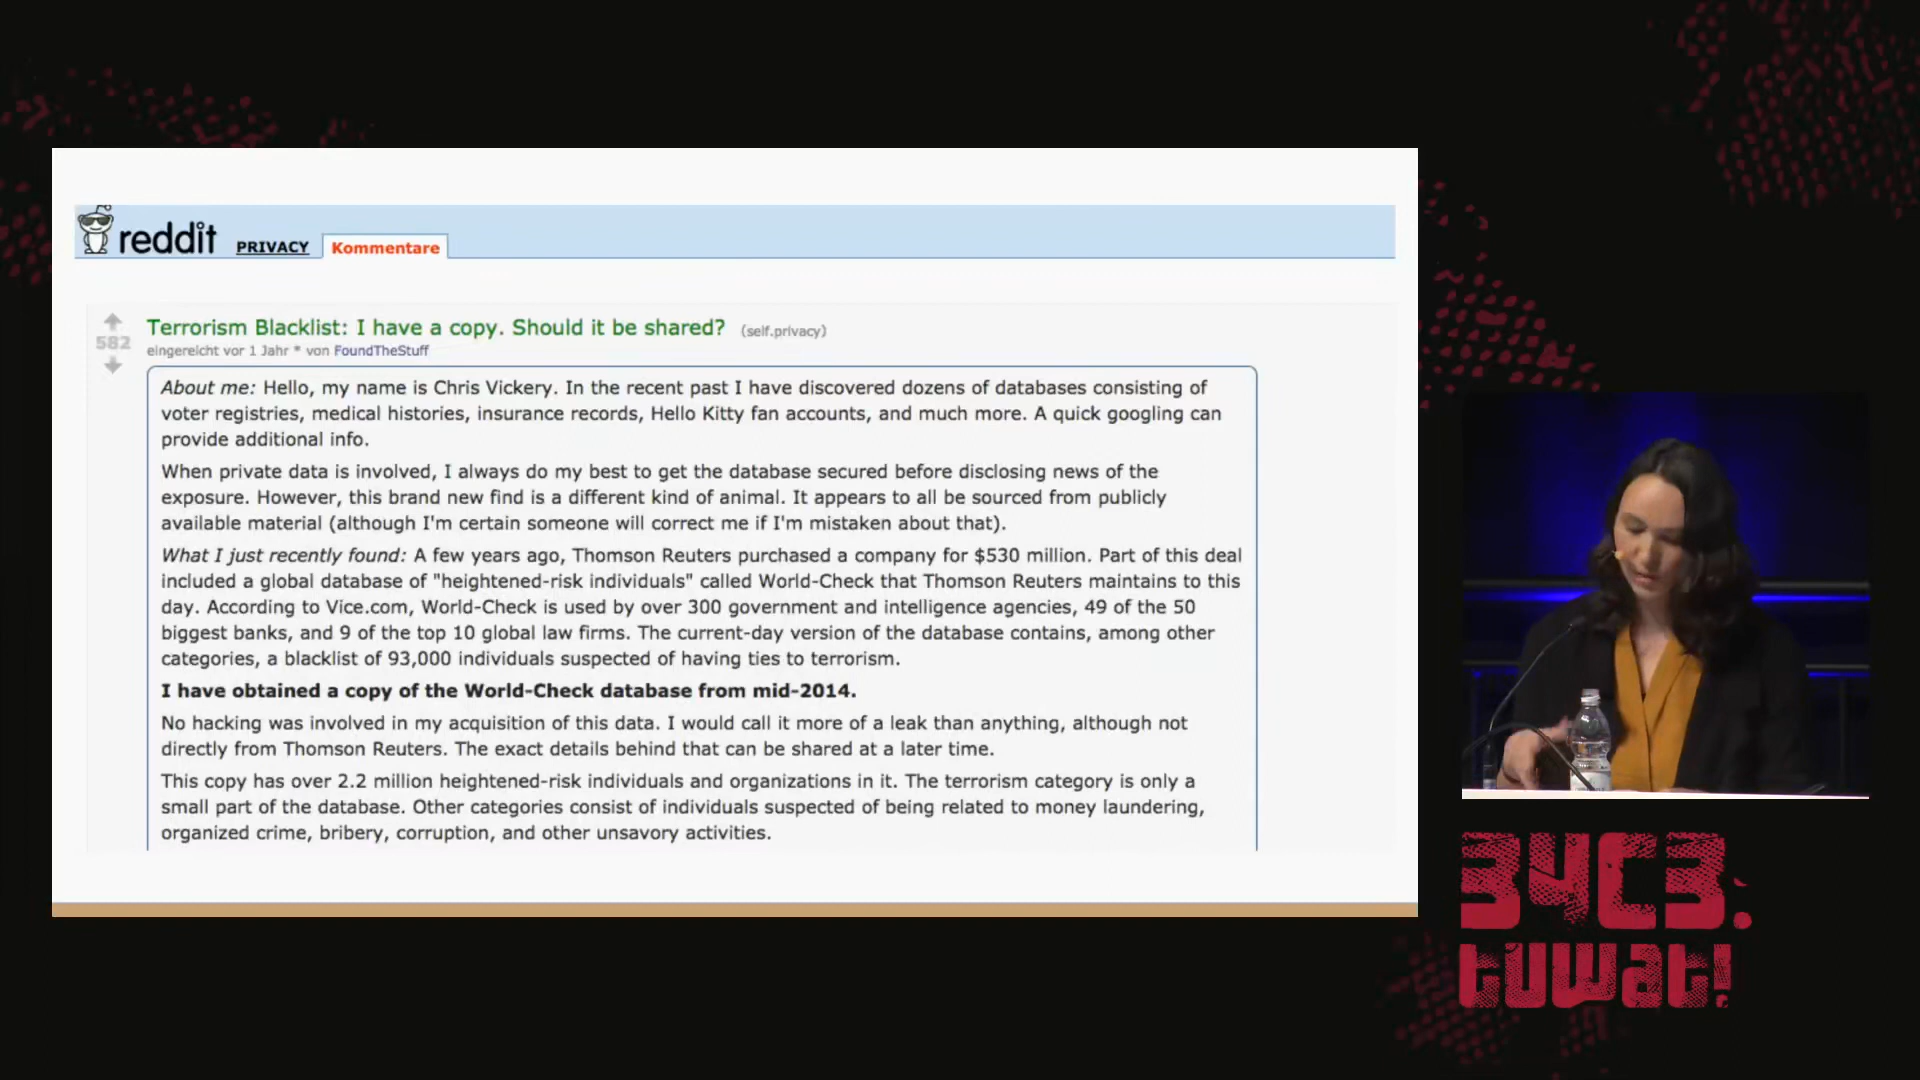 reddit PRIVACY Kommentare
582
Terrorism Blacklist: I have a copy. Should it be shared? (self.privacy)
eingereicht vor 1 Jahr * von FoundTheStuff
About me: Hello, my name is Chris Vickery. In the recent past I have discovered dozens of databases consisting of
voter registries, medical histories, insurance records, Hello Kitty fan accounts, and much more. A quick googling can
provide additional info.
When private data is involved, I always do my best to get the database secured before disclosing news of the
exposure. However, this brand new find is a different kind of animal. It appears to all be sourced from publicly
available material (although I'm certain someone will correct me if I'm mistaken about that).
What I just recently found: A few years ago, Thomson Reuters purchased a company for $530 million. Part of this deal
included a global database of "heightened-risk individuals" called World-Check that Thomson Reuters maintains to this
day. According to Vice.com, World-Check is used by over 300 government and intelligence agencies, 49 of the 50
biggest banks, and 9 of the top 10 global law firms. The current-day version of the database contains, among other
categories, a blacklist of 93,000 individuals suspected of having ties to terrorism.
I have obtained a copy of the World-Check database from mid-2014.
No hacking was involved in my acquisition of this data. I would call it more of a leak than anything, although not
directly from Thomson Reuters. The exact details behind that can be shared at a later time.
This copy has over 2.2 million heightened-risk individuals and organizations in it. The terrorism category is only a
small part of the database. Other categories consist of individuals suspected of being related to money laundering,
organized crime, bribery, corruption, and other unsavory activities.
34C3.
tuwat!